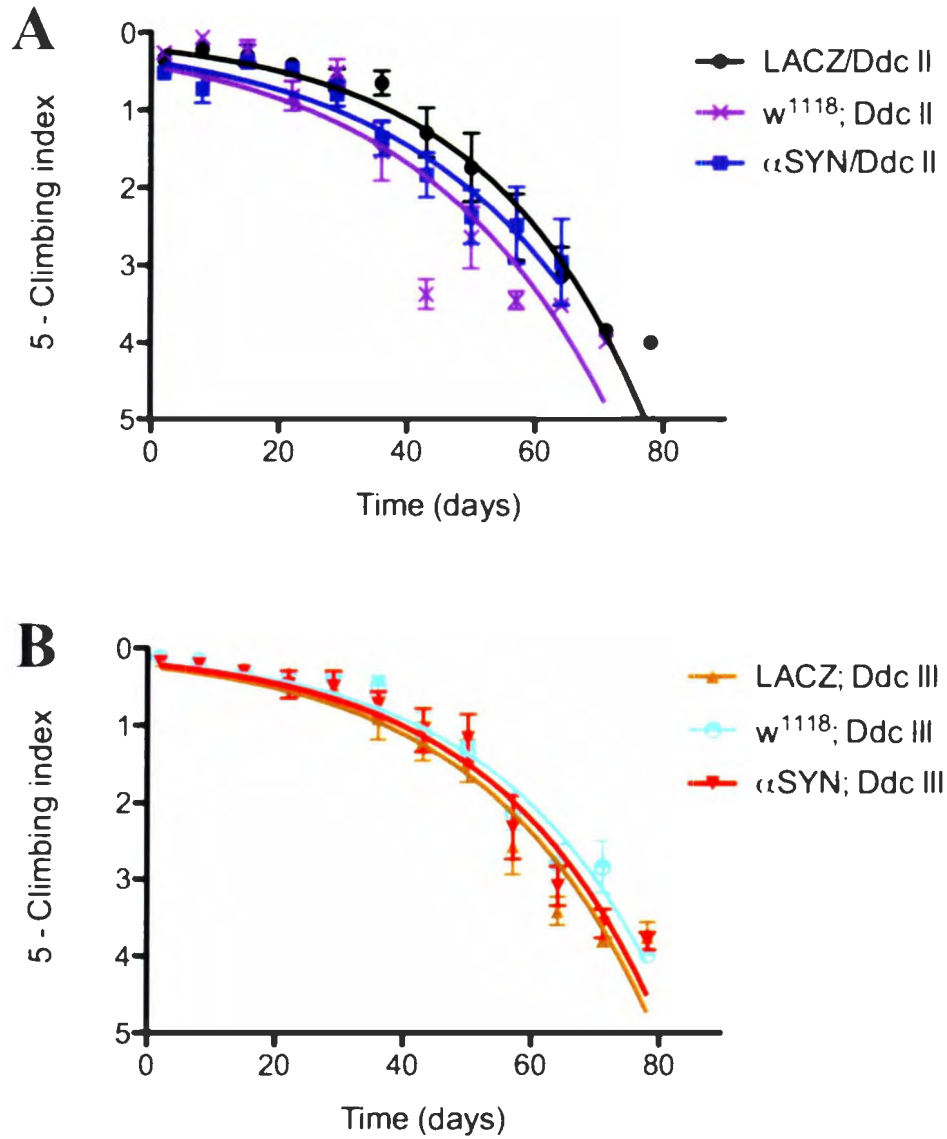 A
0
1
2
3
4
5
5 - Climbing index
0 20 40 60 80
Time (days)
LACZ/Ddc II
w¹¹¹⁸; Ddc II
αSYN/Ddc II
B
0
1
2
3
4
5
5 - Climbing index
0 20 40 60 80
Time (days)
LACZ; Ddc III
w¹¹¹⁸; Ddc III
αSYN; Ddc III